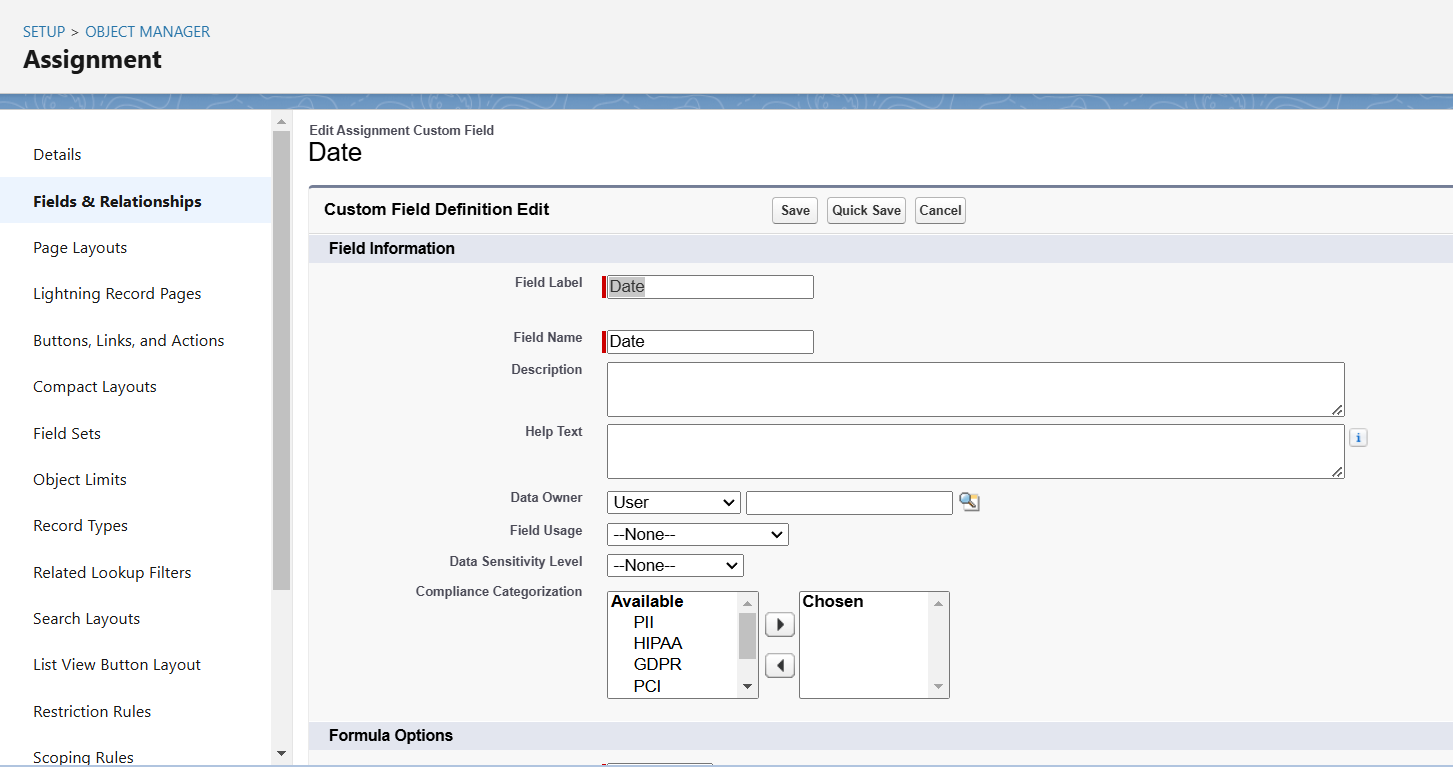 SETUP > OBJECT MANAGER
Assignment
Details
Fields & Relationships
Page Layouts
Lightning Record Pages
Buttons, Links, and Actions
Compact Layouts
Field Sets
Object Limits
Record Types
Related Lookup Filters
Search Layouts
List View Button Layout
Restriction Rules
Scoping Rules
Edit Assignment Custom Field
Date
Custom Field Definition Edit
Save
Quick Save
Cancel
Field Information
Field Label
Date
Field Name
Date
Description
Help Text
i
Data Owner
User
Field Usage
--None--
Data Sensitivity Level
--None--
Compliance Categorization
Available
PII
HIPAA
GDPR
PCI
Chosen
Formula Options